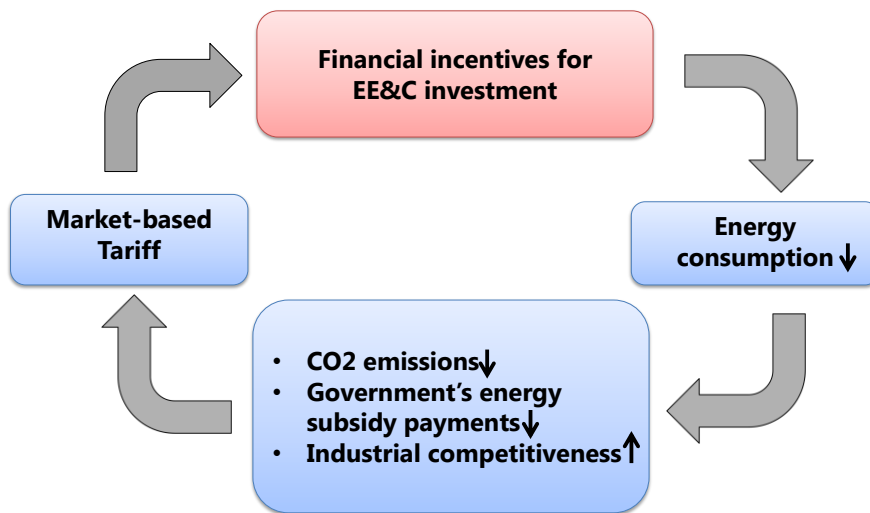 Financial incentives for
EE&C investment
Market-based
Tariff
Energy
consumption ↓
• CO2 emissions↓
• Government’s energy
subsidy payments↓
• Industrial competitiveness↑